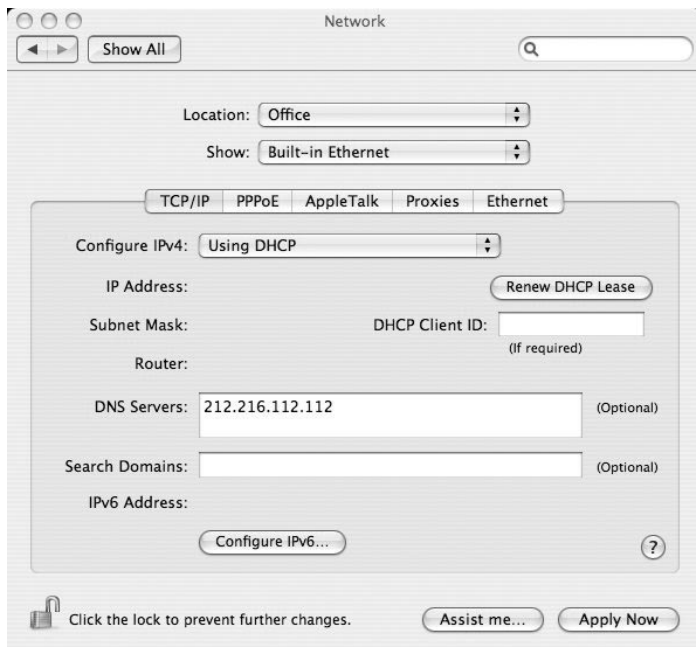 Network
Show All
Location: Office
Show: Built-in Ethernet
TCP/IP PPPoE AppleTalk Proxies Ethernet
Configure IPv4: Using DHCP
IP Address: Renew DHCP Lease
Subnet Mask: DHCP Client ID:
(If required)
Router:
DNS Servers: 212.216.112.112 (Optional)
Search Domains: (Optional)
IPv6 Address:
Configure IPv6... ?
Click the lock to prevent further changes. Assist me... Apply Now